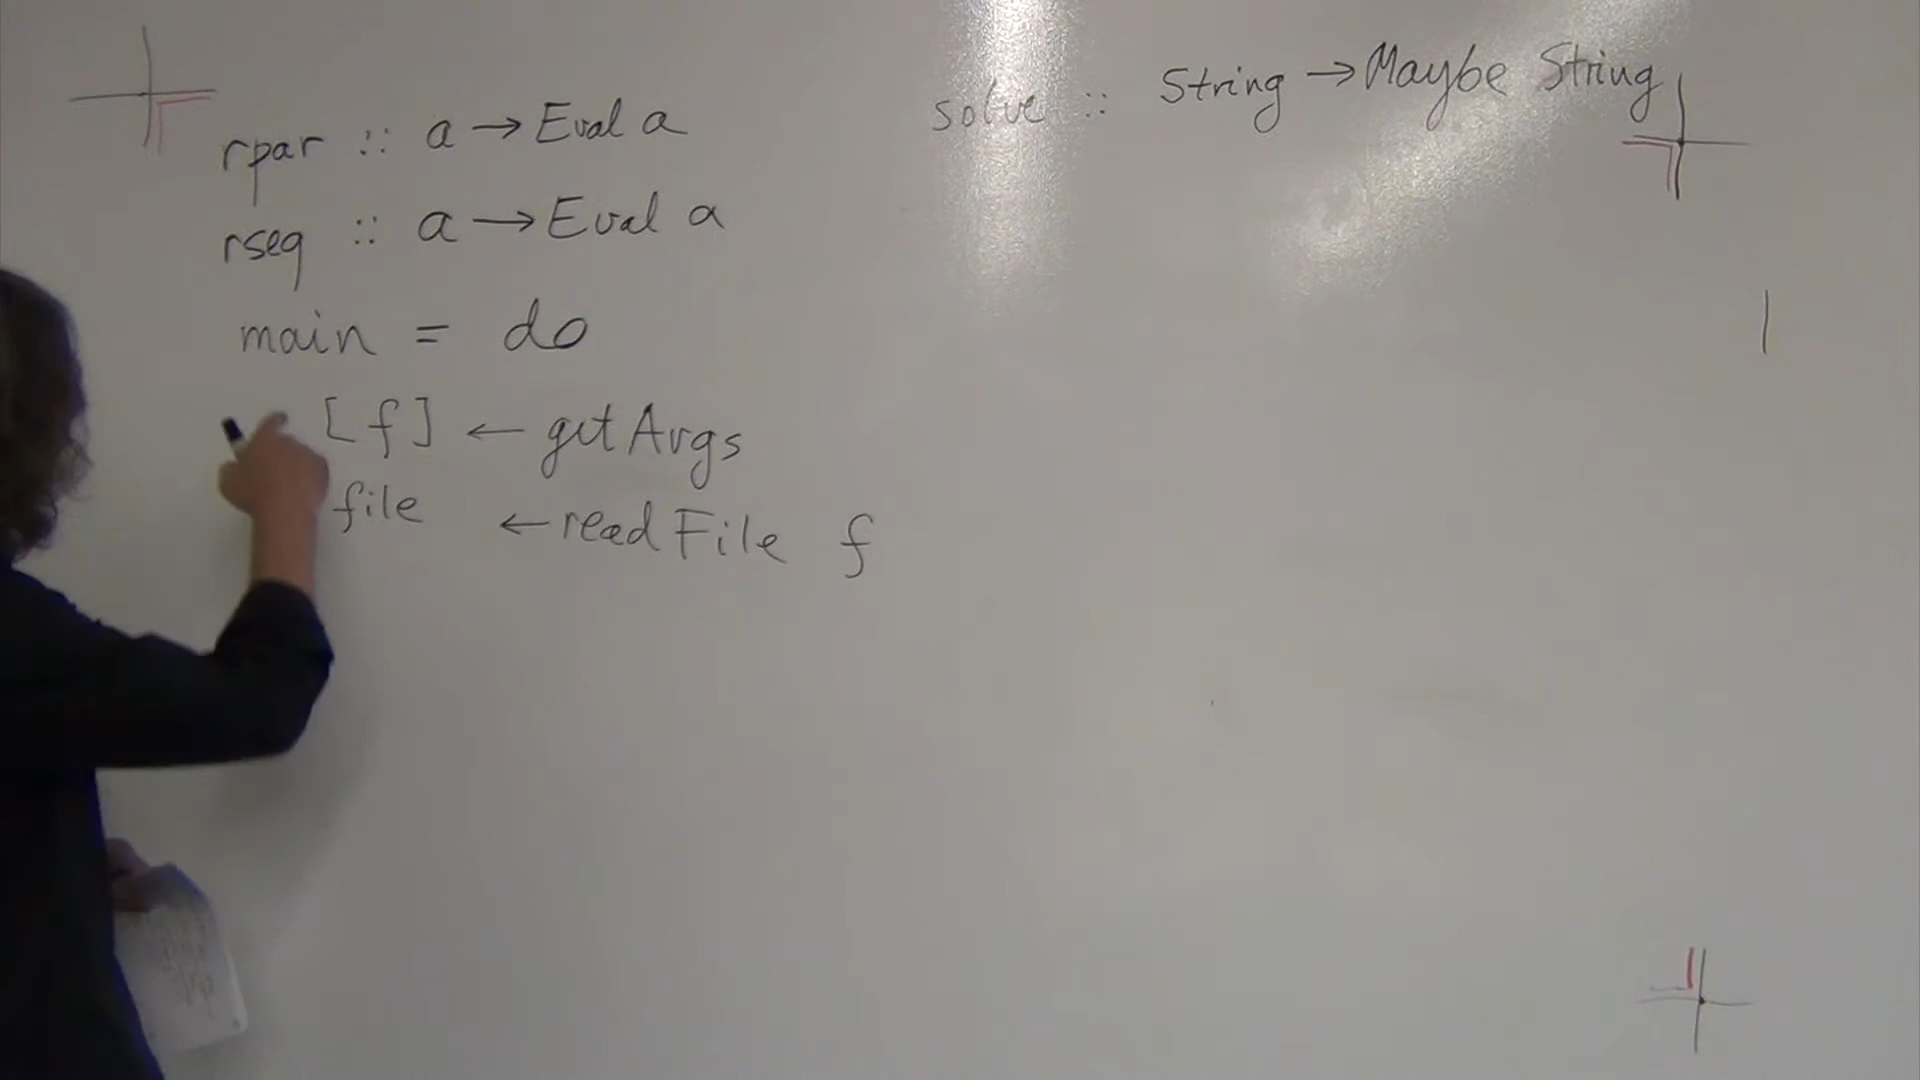 rpar :: a → Eval a
rseq :: a → Eval a
main = do
[f] ← getArgs
file ← readFile f
solve :: String → Maybe String